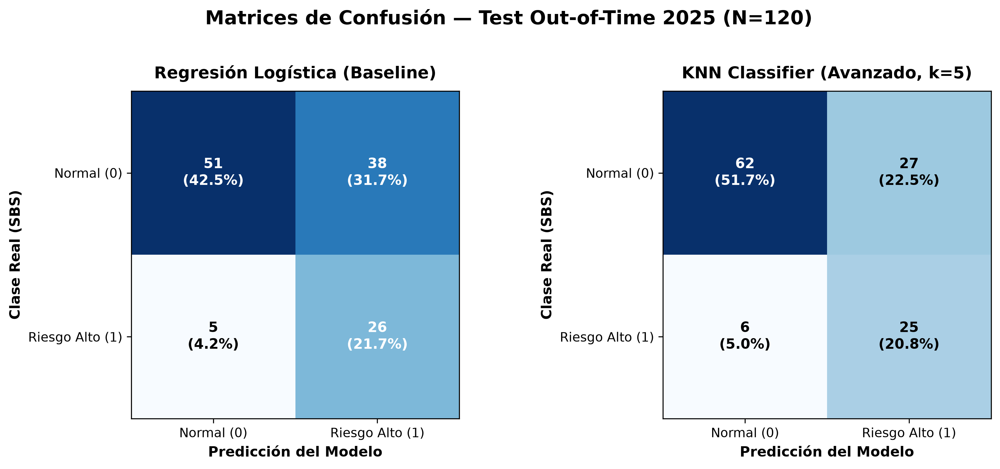 Matrices de Confusión — Test Out-of-Time 2025 (N=120)
Regresión Logística (Baseline)
Clase Real (SBS)
Normal (0)
51
(42.5%)
38
(31.7%)
Riesgo Alto (1)
5
(4.2%)
26
(21.7%)
Normal (0)
Riesgo Alto (1)
Predicción del Modelo
KNN Classifier (Avanzado, k=5)
Clase Real (SBS)
Normal (0)
62
(51.7%)
27
(22.5%)
Riesgo Alto (1)
6
(5.0%)
25
(20.8%)
Normal (0)
Riesgo Alto (1)
Predicción del Modelo